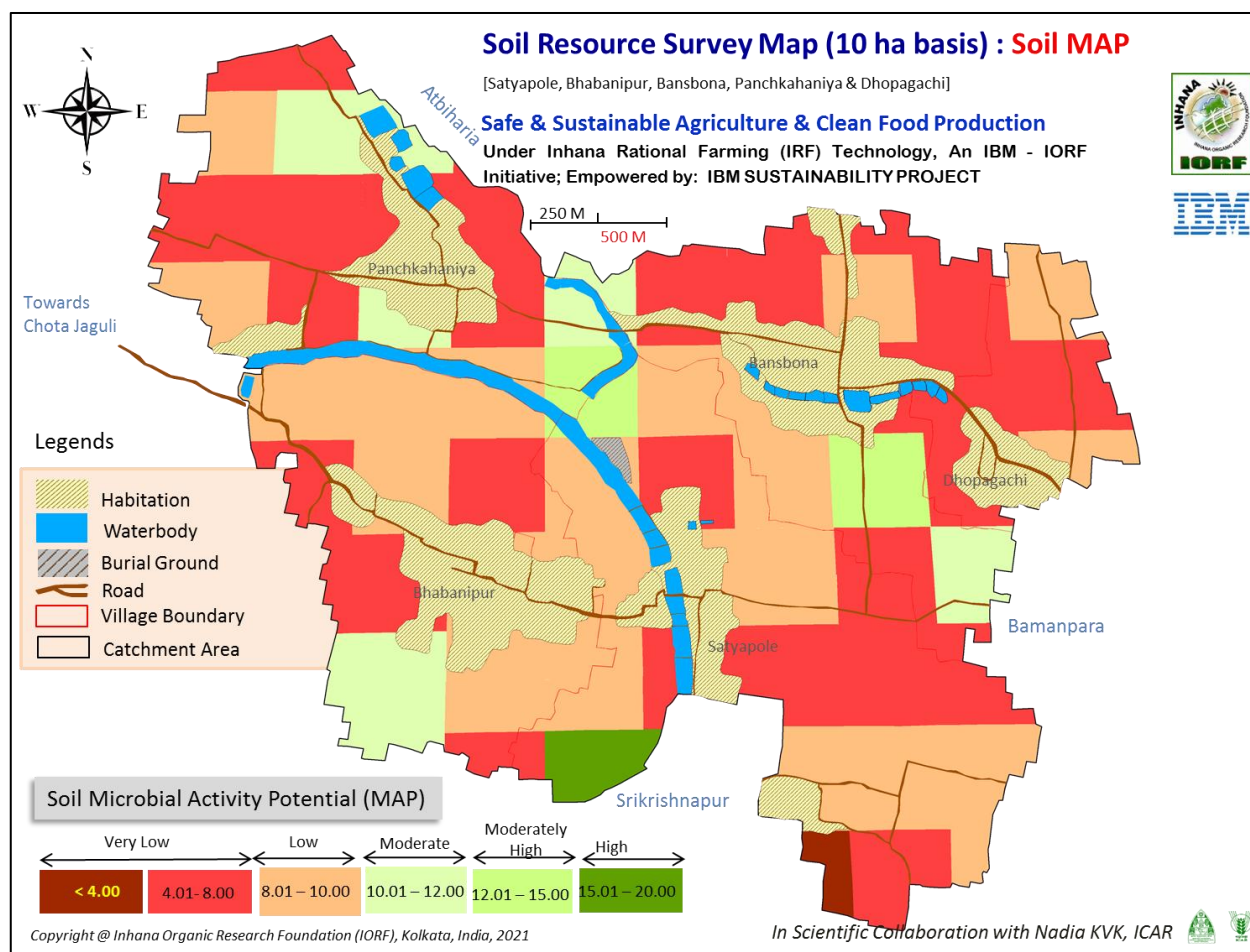 Soil Resource Survey Map (10 ha basis) : Soil MAP
[Satyapole, Bhabanipur, Bansbona, Panchkahaniya & Dhopagachi]
Safe & Sustainable Agriculture & Clean Food Production
Under Inhana Rational Farming (IRF) Technology, An IBM - IORF
Initiative; Empowered by: IBM SUSTAINABILITY PROJECT
N
W E
S
INHANA
INHANA ORGANIC RESEARCH FOUNDATION
IORF
IBM
Atbiharia
250 M
500 M
Panchkahaniya
Towards
Chota Jaguli
Bansbona
Dhopagachi
Bhabanipur
Satyapole
Bamanpara
Srikrishnapur
Legends
Habitation
Waterbody
Burial Ground
Road
Village Boundary
Catchment Area
Soil Microbial Activity Potential (MAP)
Very Low
Low
Moderate
Moderately
High
High
< 4.00
4.01- 8.00
8.01 – 10.00
10.01 – 12.00
12.01 – 15.00
15.01 – 20.00
Copyright @ Inhana Organic Research Foundation (IORF), Kolkata, India, 2021
In Scientific Collaboration with Nadia KVK, ICAR